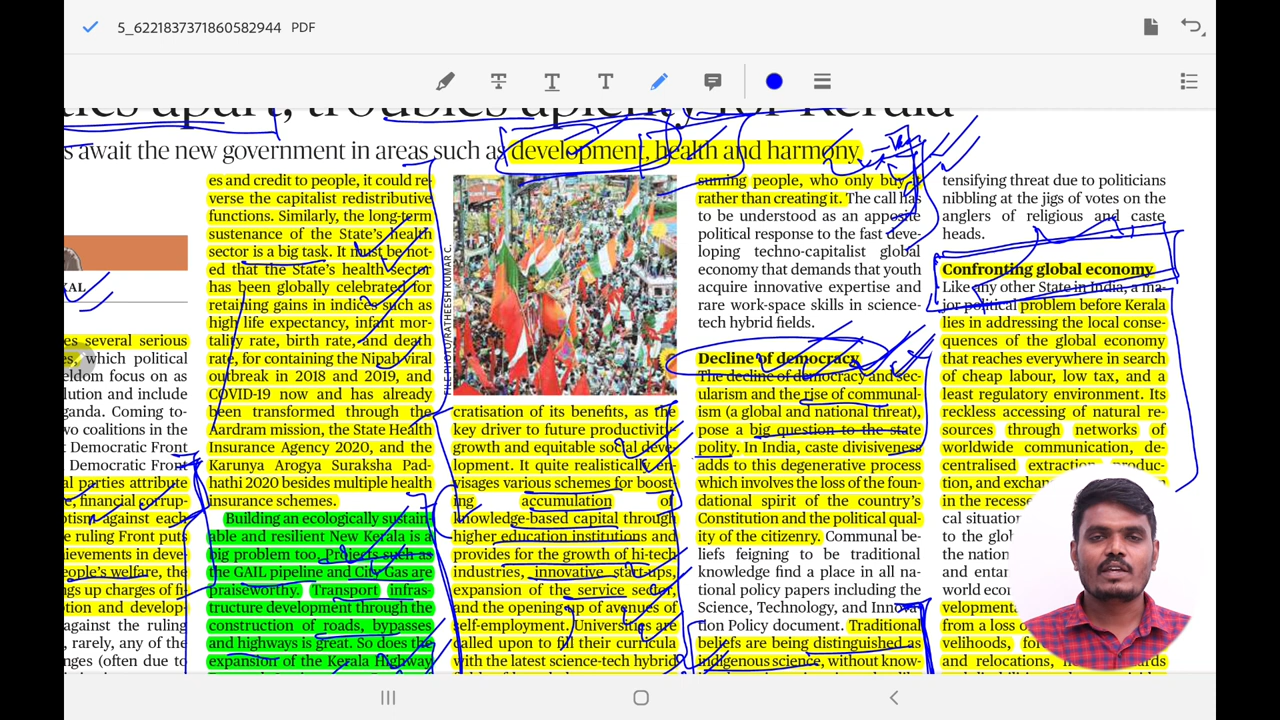 5_6221837371860582944 PDF
apart, troubles aplenty for Kerala
s await the new government in areas such as development, health and harmony
KAL
es several serious
es, which political
eldom focus on as
lution and include
ganda. Coming to-
wo coalitions in the
t Democratic Front
Democratic Front
al parties attribute
e, financial corrup-
otism against each
e ruling Front puts
ievements in deve-
eople's welfare, the
ngs up charges of fi-
otion and develop-
against the ruling
, rarely, any of the
nges (often due to
es and credit to people, it could re-
verse the capitalist redistributive
functions. Similarly, the long-term
sustenance of the State's health
sector is a big task. It must be not-
ed that the State's health sector
has been globally celebrated for
retaining gains in indices such as
high life expectancy, infant mor-
tality rate, birth rate, and death
rate, for containing the Nipah viral
outbreak in 2018 and 2019, and
COVID-19 now and has already
been transformed through the
Aardram mission, the State Health
Insurance Agency 2020, and the
Karunya Arogya Suraksha Pad-
hathi 2020 besides multiple health
insurance schemes.
Building an ecologically sustain-
able and resilient New Kerala is a
big problem too. Projects such as
the GAIL pipeline and City Gas are
praiseworthy. Transport infras-
tructure development through the
construction of roads, bypasses
and highways is great. So does the
expansion of the Kerala Highway
FILE PHOTO/RATHEESH KUMAR C.
cratisation of its benefits, as the
key driver to future productivity
growth and equitable social deve-
lopment. It quite realistically en-
visages various schemes for boost-
ing accumulation of
knowledge-based capital through
higher education institutions and
provides for the growth of hi-tech
industries, innovative start-ups,
expansion of the service sector,
and the opening up of avenues of
self-employment. Universities are
called upon to fill their curricula
with the latest science-tech hybrid
suming people, who only buy it
rather than creating it. The call has
to be understood as an apposite
political response to the fast deve-
loping techno-capitalist global
economy that demands that youth
acquire innovative expertise and
rare work-space skills in science-
tech hybrid fields.
Decline of democracy
The decline of democracy and sec-
ularism and the rise of communal-
ism (a global and national threat),
pose a big question to the state
polity. In India, caste divisiveness
adds to this degenerative process
which involves the loss of the foun-
dational spirit of the country's
Constitution and the political qual-
ity of the citizenry. Communal be-
liefs feigning to be traditional
knowledge find a place in all na-
tional policy papers including the
Science, Technology, and Innova-
tion Policy document. Traditional
beliefs are being distinguished as
indigenous science, without know-
tensifying threat due to politicians
nibbling at the jigs of votes on the
anglers of religious and caste
heads.
Confronting global economy
Like any other State in India, a ma-
jor political problem before Kerala
lies in addressing the local conse-
quences of the global economy
that reaches everywhere in search
of cheap labour, low tax, and a
least regulatory environment. Its
reckless accessing of natural re-
sources through networks of
worldwide communication, de-
centralised extraction, produc-
tion, and exchan
in the recesse
cal situation
to the glob
the nation
and entan
world eco
velopmenta
from a loss o
velihoods, for
and relocations,